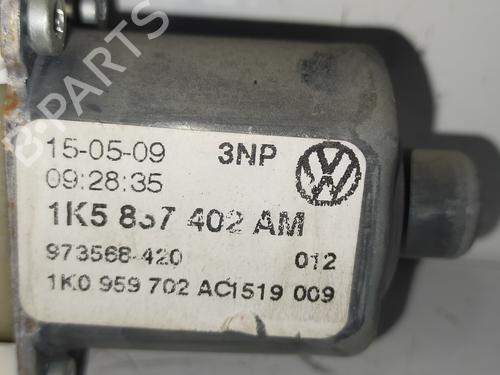 B-PARTS
15-05-09 3NP
09:28:35
1K5 837 402 AM
973568-420 012
1K0 959 702 AC1519 009